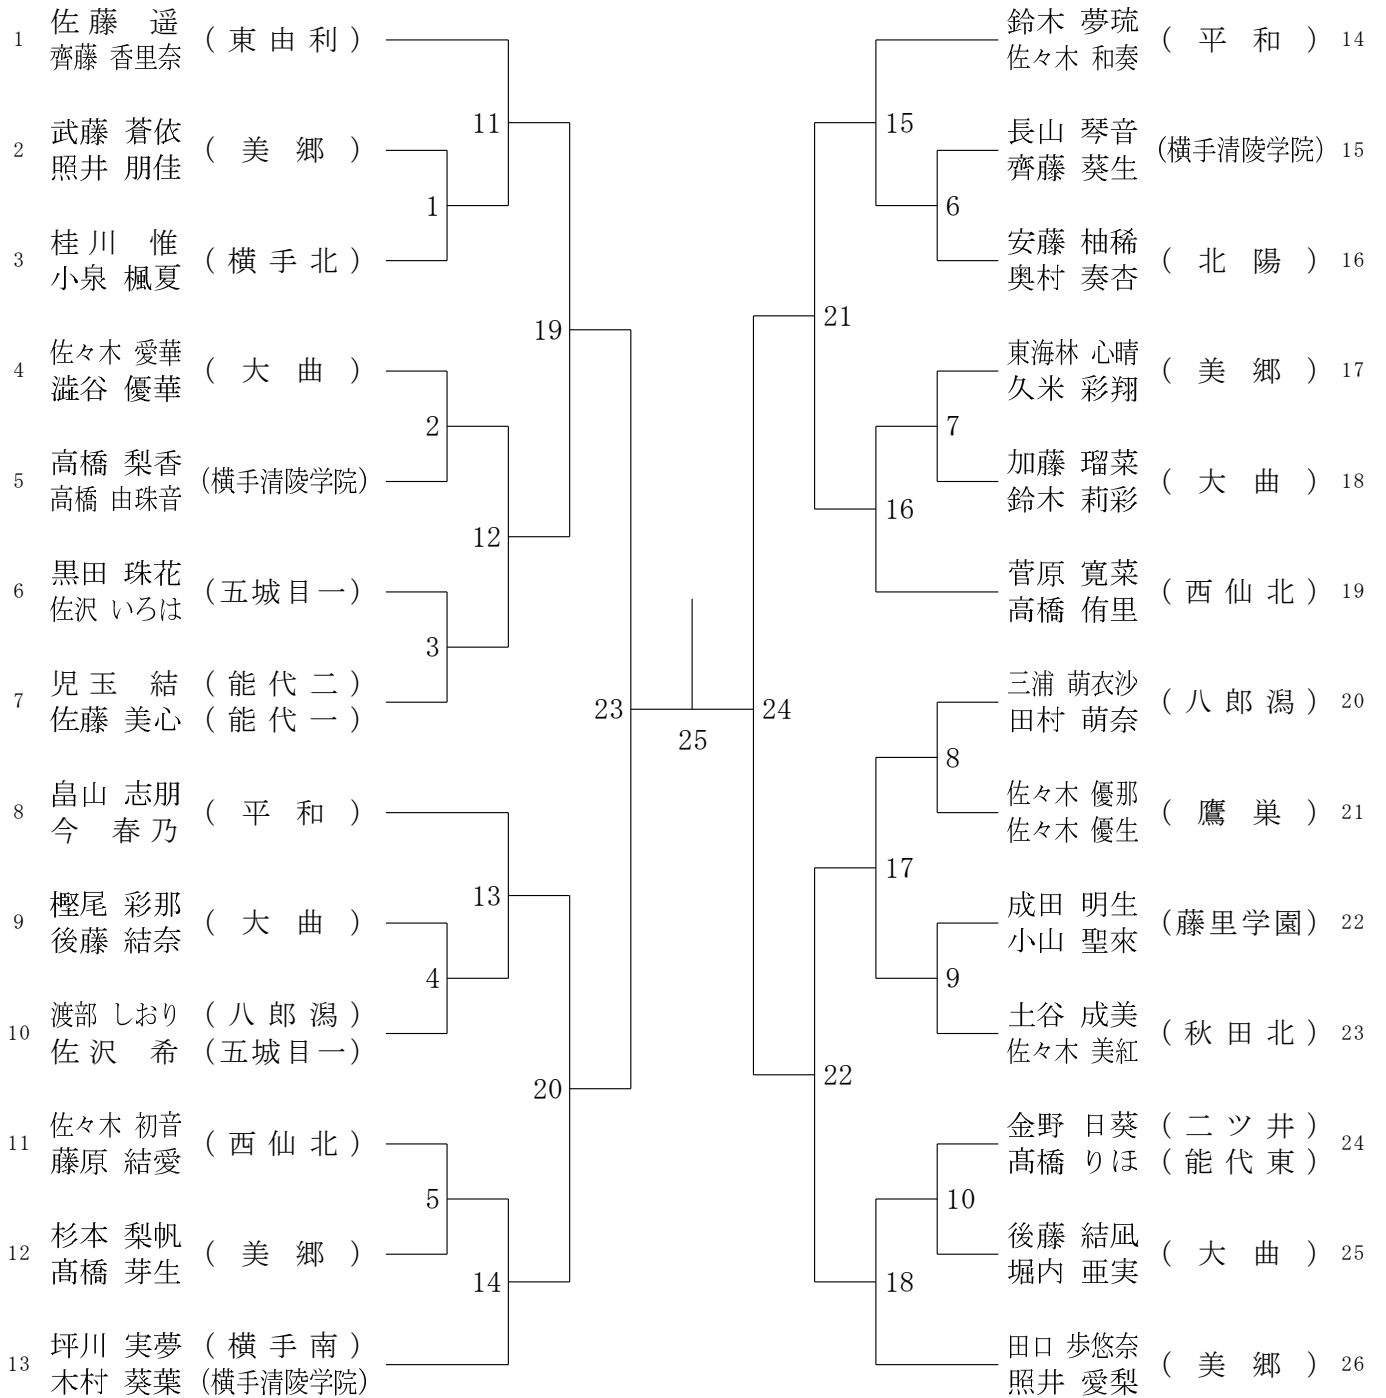 1 佐藤 遥 (東由利)
齊藤 香里奈
2 武藤 蒼依 (美郷)
照井 朋佳
3 桂川 惟 (横手北)
小泉 楓夏
4 佐々木 愛華 (大曲)
澁谷 優華
5 高橋 梨香 (横手清陵学院)
高橋 由珠音
6 黒田 珠花 (五城目一)
佐沢 いろは
7 児玉 結 (能代二)
佐藤 美心 (能代一)
8 畠山 志朋 (平和)
今 春乃
9 樫尾 彩那 (大曲)
後藤 結奈
10 渡部 しおり (八郎潟)
佐沢 希 (五城目一)
11 佐々木 初音 (西仙北)
藤原 結愛
12 杉本 梨帆 (美郷)
髙橋 芽生
13 坪川 実夢 (横手南)
木村 葵葉 (横手清陵学院)
11
1
19
2
12
3
23
13
4
20
5
14
25
15
6
21
7
16
24
8
17
9
22
10
18
鈴木 夢琉 (平和) 14
佐々木 和奏
長山 琴音 (横手清陵学院) 15
齊藤 葵生
安藤 柚稀 (北陽) 16
奥村 奏杏
東海林 心晴 (美郷) 17
久米 彩翔
加藤 瑠菜 (大曲) 18
鈴木 莉彩
菅原 寛菜 (西仙北) 19
高橋 侑里
三浦 萌衣沙 (八郎潟) 20
田村 萌奈
佐々木 優那 (鷹巣) 21
佐々木 優生
成田 明生 (藤里学園) 22
小山 聖來
土谷 成美 (秋田北) 23
佐々木 美紅
金野 日葵 (二ツ井) 24
髙橋 りほ (能代東)
後藤 結凪 (大曲) 25
堀内 亜実
田口 歩悠奈 (美郷) 26
照井 愛梨